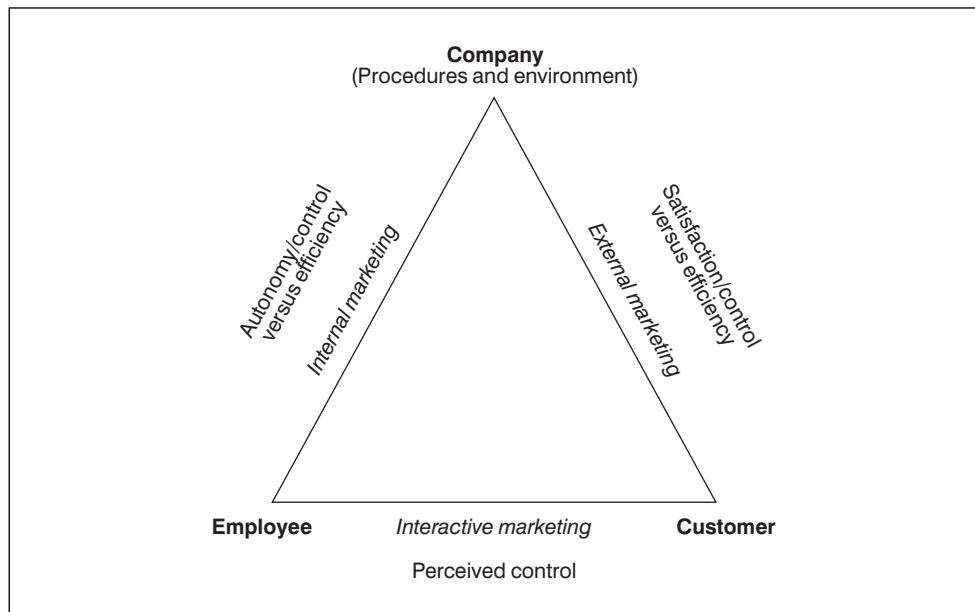 Company
(Procedures and environment)
Autonomy/control
versus efficiency
Internal marketing
External marketing
Satisfaction/control
versus efficiency
Employee
Interactive marketing
Customer
Perceived control